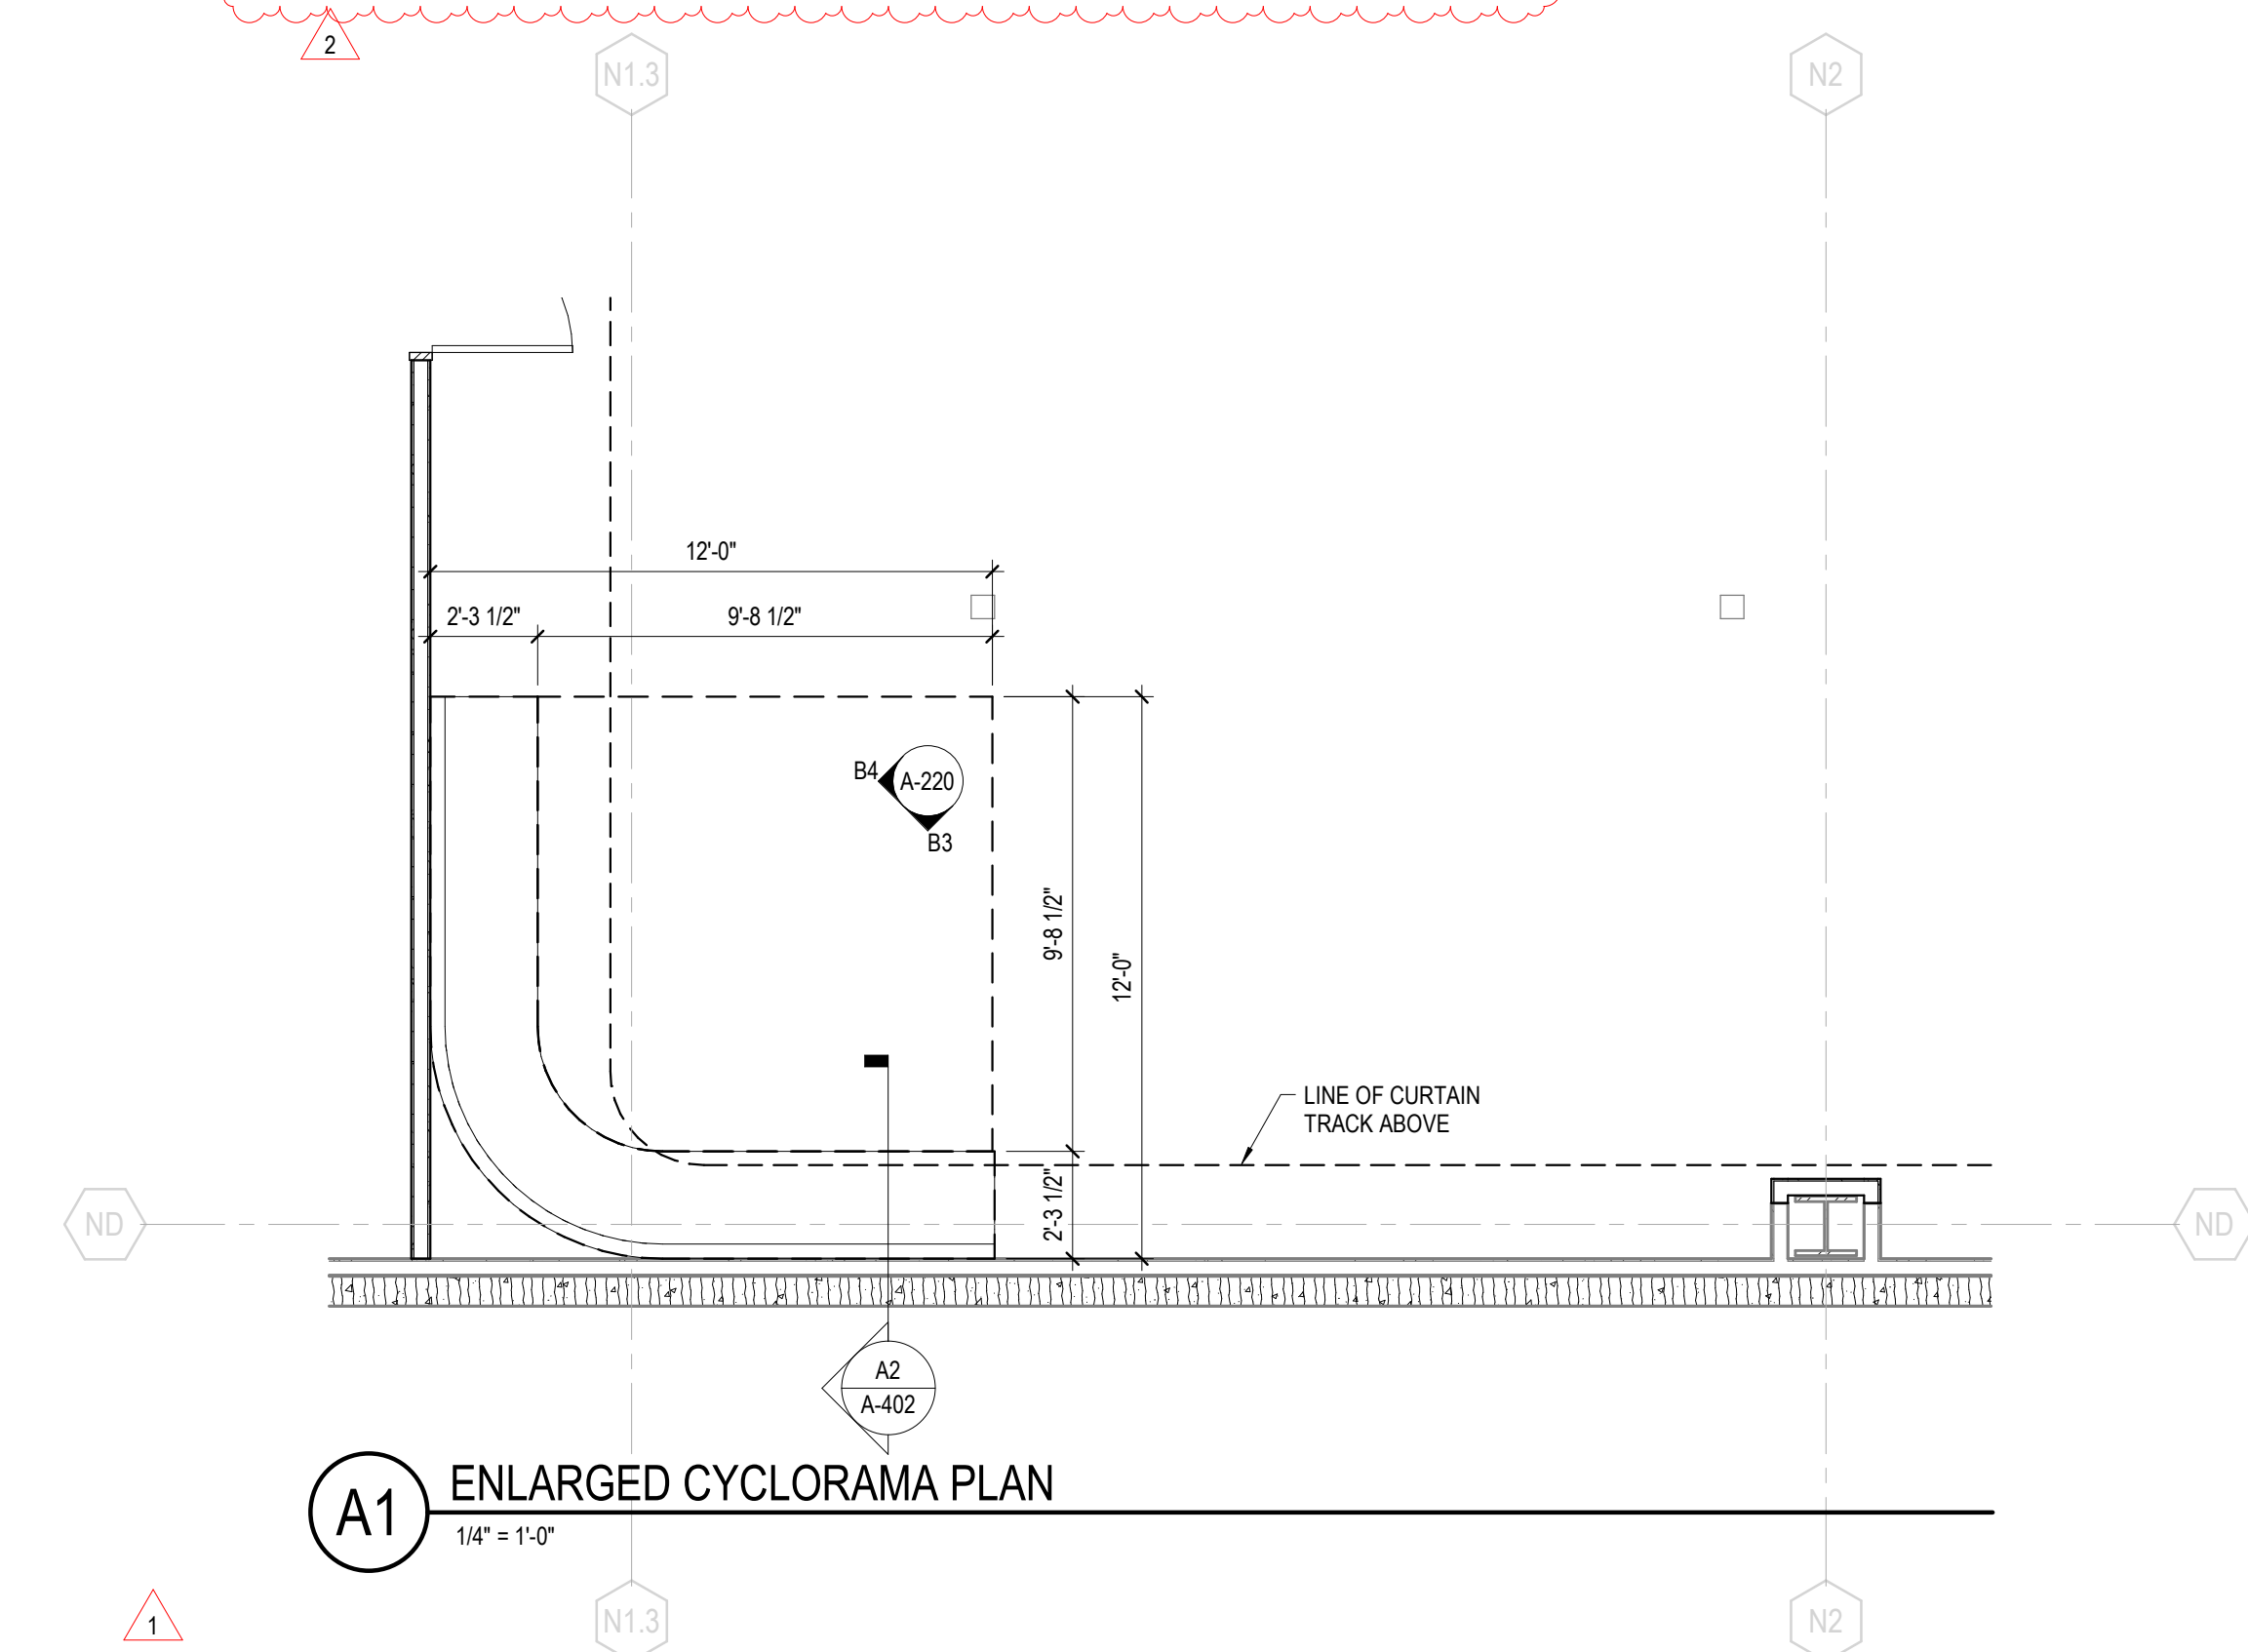 2
N1.3
N2
12'-0"
2'-3 1/2"
9'-8 1/2"
B4
A-220
B3
9'-8 1/2"
12'-0"
LINE OF CURTAIN
TRACK ABOVE
2'-3 1/2"
ND
ND
A2
A-402
A1
ENLARGED CYCLORAMA PLAN
1/4" = 1'-0"
1
N1.3
N2